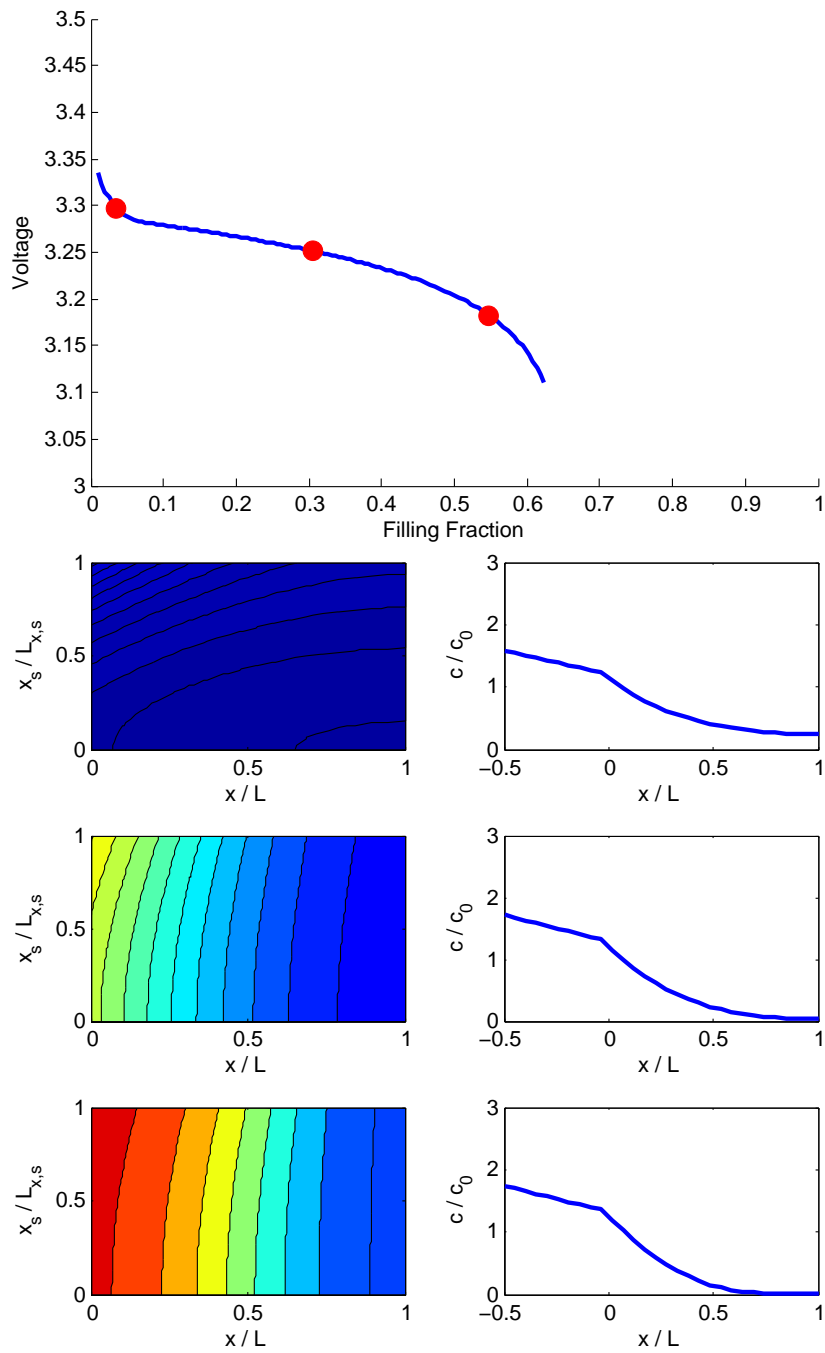 3.5
3.45
3.4
3.35
3.3
3.25
3.2
3.15
3.1
3.05
3
Voltage
0 0.1 0.2 0.3 0.4 0.5 0.6 0.7 0.8 0.9 1
Filling Fraction
1
0.5
0
x_s / L_{x,s}
0 0.5 1
x / L
3
2
1
0
c / c_0
−0.5 0 0.5 1
x / L
1
0.5
0
x_s / L_{x,s}
0 0.5 1
x / L
3
2
1
0
c / c_0
−0.5 0 0.5 1
x / L
1
0.5
0
x_s / L_{x,s}
0 0.5 1
x / L
3
2
1
0
c / c_0
−0.5 0 0.5 1
x / L